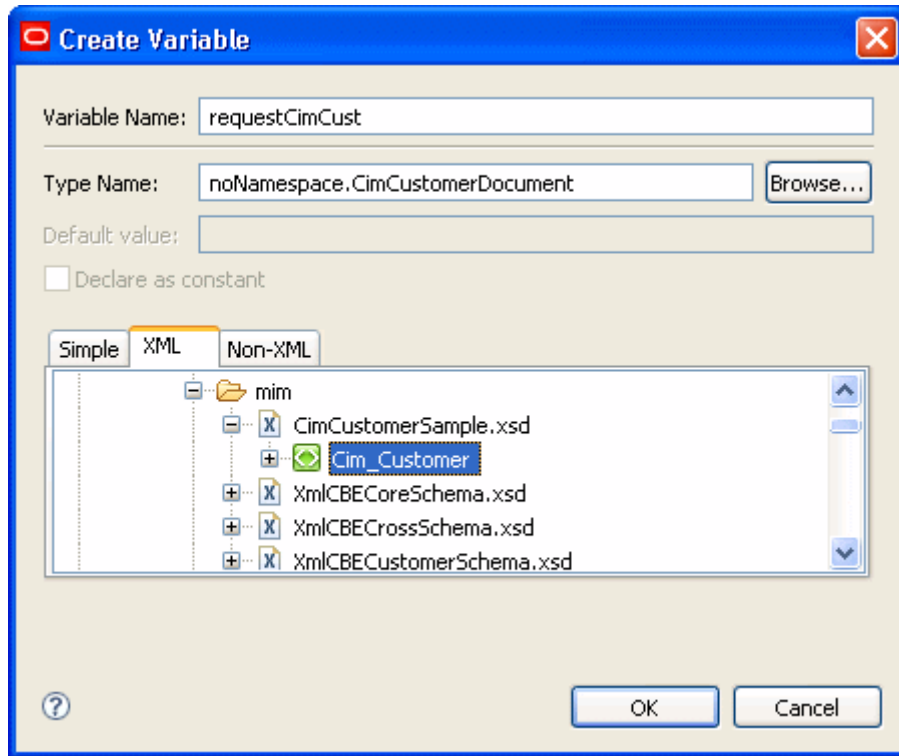 Create Variable
Variable Name: requestCimCust
Type Name: noNamespace.CimCustomerDocument Browse...
Default value:
Declare as constant
Simple XML Non-XML
mim
CimCustomerSample.xsd
Cim_Customer
XmlCBECoreSchema.xsd
XmlCBECrossSchema.xsd
XmlCBECustomerSchema.xsd
OK Cancel